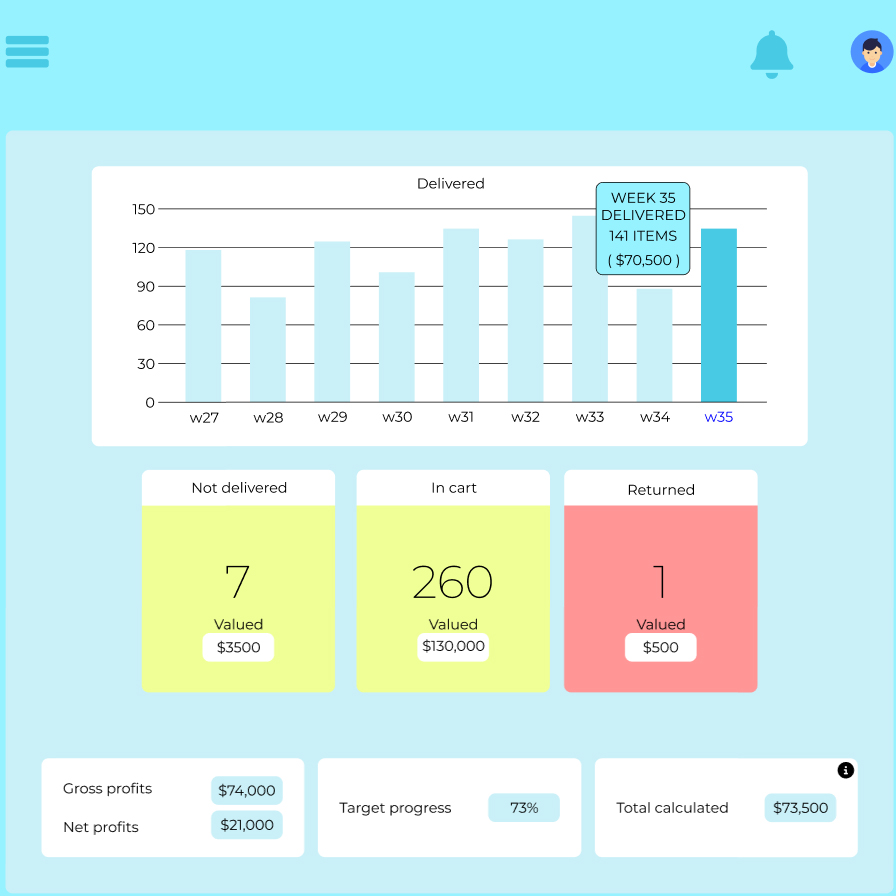 Delivered
WEEK 35
DELIVERED
141 ITEMS
( $70,500 )
150
120
90
60
30
0
w27 w28 w29 w30 w31 w32 w33 w34 w35
Not delivered
7
Valued
$3500
In cart
260
Valued
$130,000
Returned
1
Valued
$500
Gross profits $74,000
Net profits $21,000
Target progress 73%
Total calculated $73,500
i